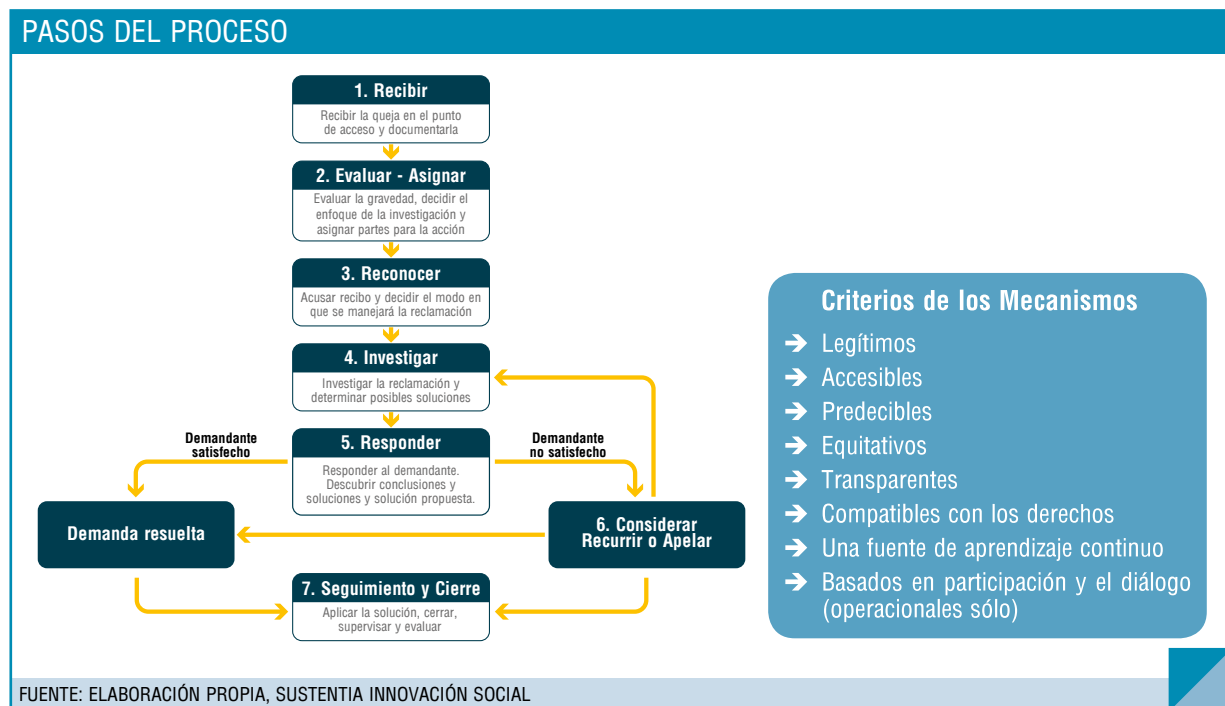 PASOS DEL PROCESO
1. Recibir
Recibir la queja en el punto
de acceso y documentarla
2. Evaluar - Asignar
Evaluar la gravedad, decidir el
enfoque de la investigación y
asignar partes para la acción
3. Reconocer
Acusar recibo y decidir el modo en
que se manejará la reclamación
4. Investigar
Investigar la reclamación y
determinar posibles soluciones
Demandante
satisfecho
5. Responder
Responder al demandante.
Descubrir conclusiones y
soluciones y solución propuesta.
Demandante
no satisfecho
Demanda resuelta
6. Considerar
Recurrir o Apelar
7. Seguimiento y Cierre
Aplicar la solución, cerrar,
supervisar y evaluar
Criterios de los Mecanismos
Legítimos
Accesibles
Predecibles
Equitativos
Transparentes
Compatibles con los derechos
Una fuente de aprendizaje continuo
Basados en participación y el diálogo
(operacionales sólo)
FUENTE: ELABORACIÓN PROPIA, SUSTENTIA INNOVACIÓN SOCIAL